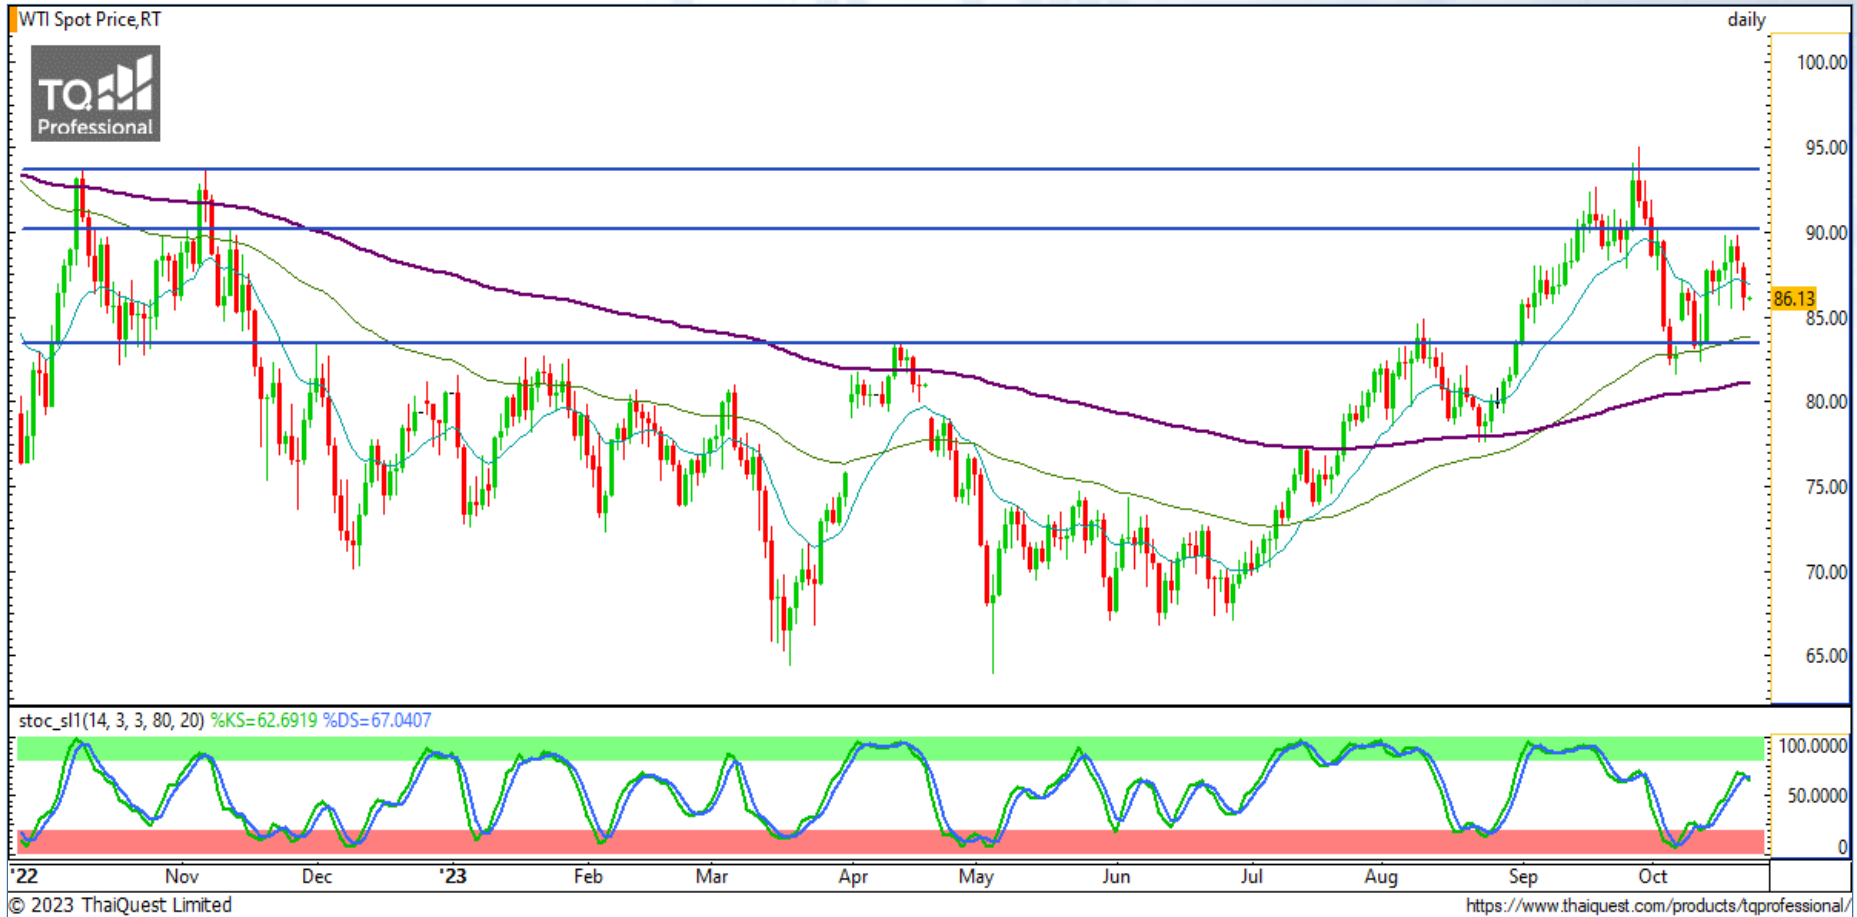 WTI Spot Price,RT
daily
TQ
Professional
100.00
95.00
90.00
86.13
85.00
80.00
75.00
70.00
65.00
stoc_sl1(14, 3, 3, 80, 20) %KS=62.6919 %DS=67.0407
100.0000
50.0000
0
'22 Nov Dec '23 Feb Mar Apr May Jun Jul Aug Sep Oct
© 2023 ThaiQuest Limited
https://www.thaiquest.com/products/tqprofessional/